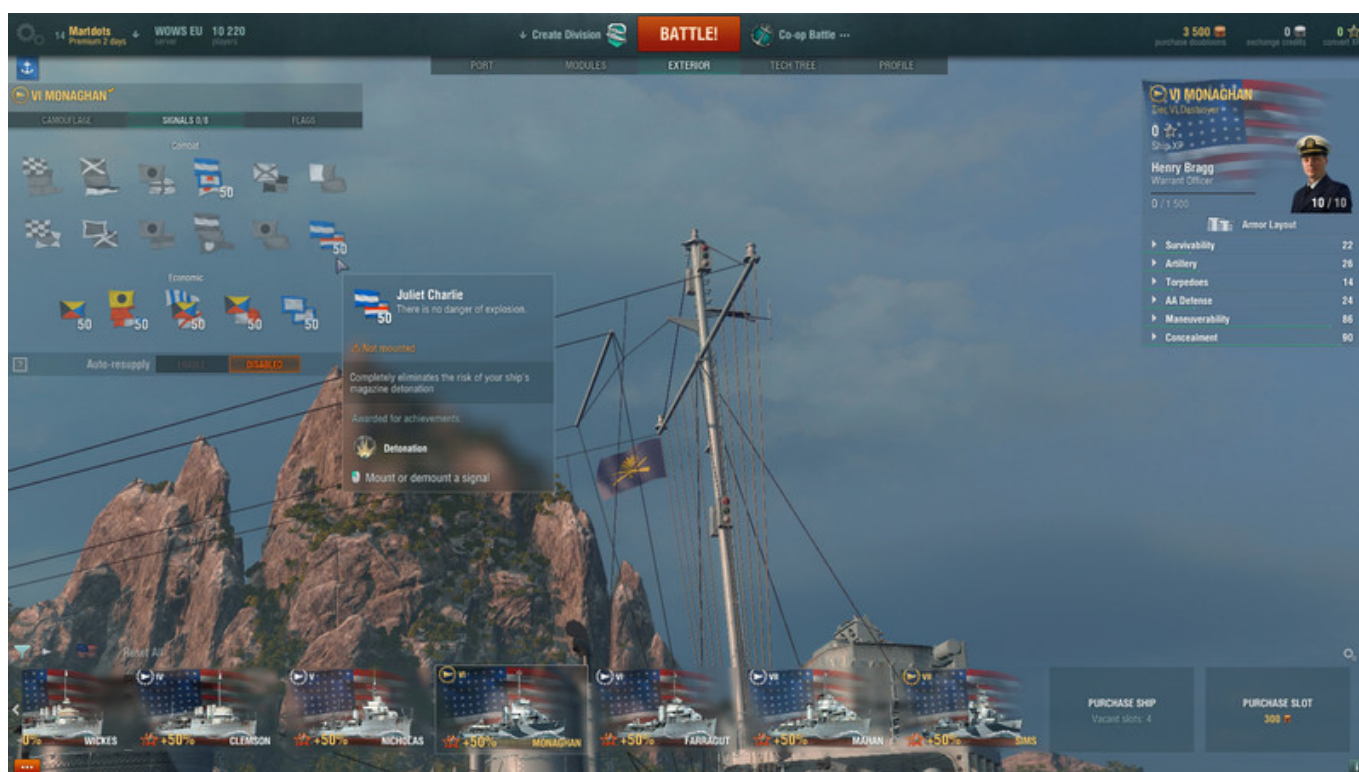 14 Maridots WOWS EU 10 220
Premium 2 days server players
Create Division BATTLE! Co-op Battle ...
3 500 0 0
purchase doubloons exchange credits convert XP
PORT MODULES EXTERIOR TECH TREE PROFILE
VI MONAGHAN
CAMOUFLAGE SIGNALS 0/8 FLAGS
Combat
50
50
Economic
50 50 50 50 50
Auto-resupply ENABLE DISABLED
Juliet Charlie
There is no danger of explosion.
50
Not mounted
Completely eliminates the risk of your ship's
magazine detonation
Awarded for achievements:
Detonation
Mount or demount a signal
VI MONAGHAN
Tier VI Destroyer
0
Ship XP
Henry Bragg
Warrant Officer
0 / 1 500 10 / 10
Armor Layout
Survivability 22
Artillery 26
Torpedoes 14
AA Defense 24
Maneuverability 86
Concealment 90
Reset All
0% WICKES
IV +50% CLEMSON
V +50% NICHOLAS
VI +50% MONAGHAN
VI +50% FARRAGUT
VII +50% MAHAN
VII +50% SIMS
PURCHASE SHIP
Vacant slots: 4
PURCHASE SLOT
300